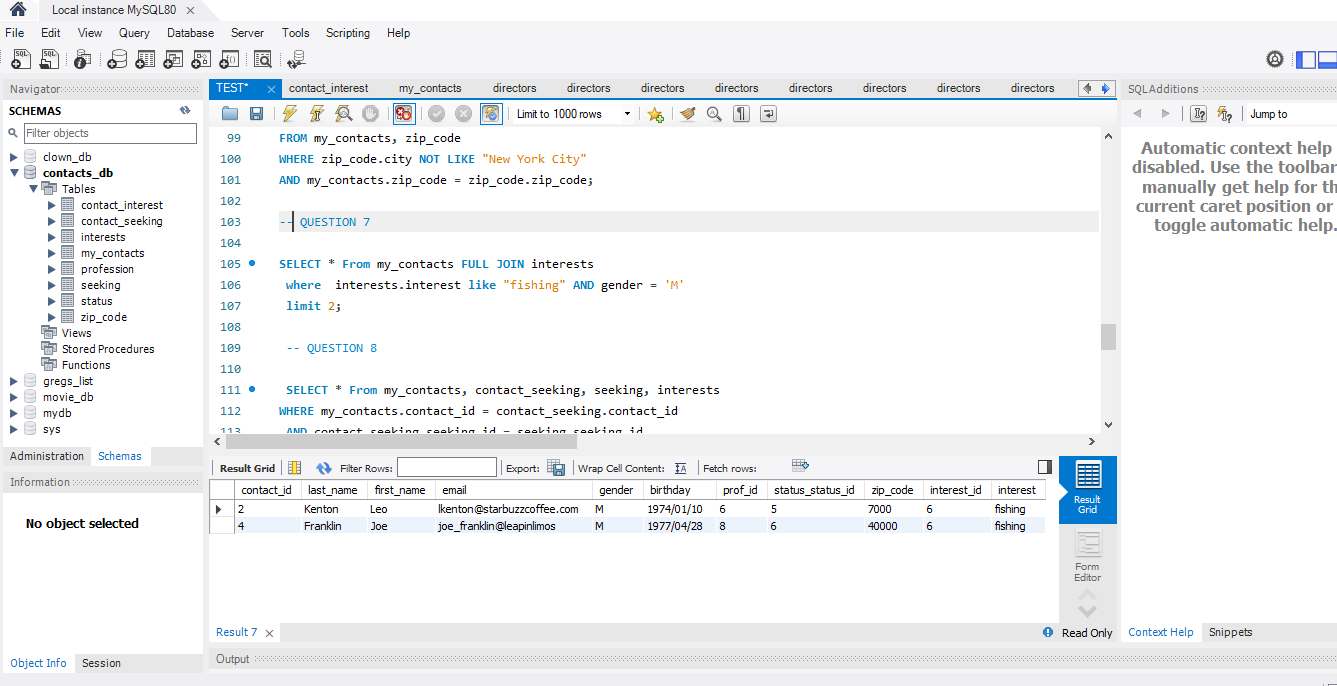 Local instance MySQL80
File Edit View Query Database Server Tools Scripting Help
Navigator
SCHEMAS
Filter objects
clown_db
contacts_db
Tables
contact_interest
contact_seeking
interests
my_contacts
profession
seeking
status
zip_code
Views
Stored Procedures
Functions
gregs_list
movie_db
mydb
sys
Administration Schemas
Information
No object selected
Object Info Session
TEST* contact_interest my_contacts directors directors directors directors directors directors directors directors
Limit to 1000 rows
99 FROM my_contacts, zip_code
100 WHERE zip_code.city NOT LIKE "New York City"
101 AND my_contacts.zip_code = zip_code.zip_code;
102
103 -- QUESTION 7
104
105 SELECT * From my_contacts FULL JOIN interests
106 where interests.interest like "fishing" AND gender = 'M'
107 limit 2;
108
109 -- QUESTION 8
110
111 SELECT * From my_contacts, contact_seeking, seeking, interests
112 WHERE my_contacts.contact_id = contact_seeking.contact_id
113 AND contact_seeking.seeking_id = seeking.seeking_id
Result Grid Filter Rows: Export: Wrap Cell Content: Fetch rows:
contact_id last_name first_name email gender birthday prof_id status_status_id zip_code interest_id interest
2 Kenton Leo lkenton@starbuzzcoffee.com M 1974/01/10 6 5 7000 6 fishing
4 Franklin Joe joe_franklin@leapinlimos M 1977/04/28 8 6 40000 6 fishing
Result Grid
Form Editor
Result 7
Read Only
Output
SQLAdditions
Jump to
Automatic context help
disabled. Use the toolbar
manually get help for th
current caret position or
toggle automatic help.
Context Help Snippets